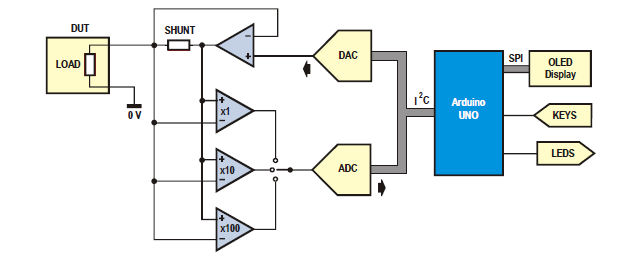 DUT
SHUNT
LOAD
0 V
−
+
DAC
+
x1
−
+
x10
−
+
x100
−
ADC
I²C
Arduino
UNO
SPI
OLED
Display
KEYS
LEDS